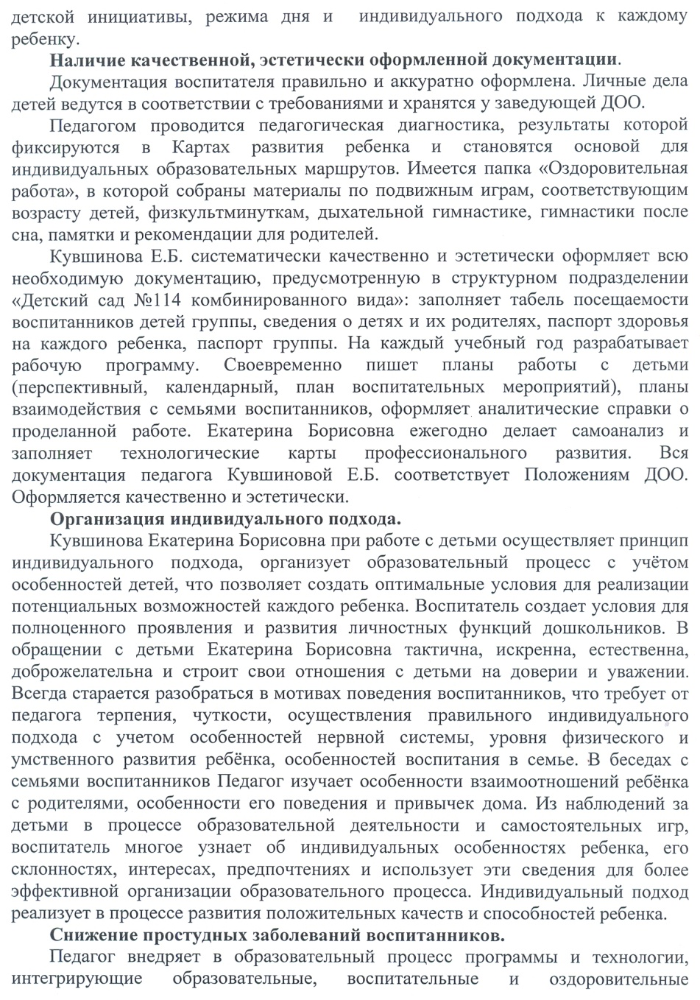 детской инициативы, режима дня и индивидуального подхода к каждому
ребенку.
Наличие качественной, эстетически оформленной документации.
Документация воспитателя правильно и аккуратно оформлена. Личные дела
детей ведутся в соответствии с требованиями и хранятся у заведующей ДОО.
Педагогом проводится педагогическая диагностика, результаты которой
фиксируются в Картах развития ребенка и становятся основой для
индивидуальных образовательных маршрутов. Имеется папка «Оздоровительная
работа», в которой собраны материалы по подвижным играм, соответствующим
возрасту детей, физкультминуткам, дыхательной гимнастике, гимнастики после
сна, памятки и рекомендации для родителей.
Кувшинова Е.Б. систематически качественно и эстетически оформляет всю
необходимую документацию, предусмотренную в структурном подразделении
«Детский сад №114 комбинированного вида»: заполняет табель посещаемости
воспитанников детей группы, сведения о детях и их родителях, паспорт здоровья
на каждого ребенка, паспорт группы. На каждый учебный год разрабатывает
рабочую программу. Своевременно пишет планы работы с детьми
(перспективный, календарный, план воспитательных мероприятий), планы
взаимодействия с семьями воспитанников, оформляет аналитические справки о
проделанной работе. Екатерина Борисовна ежегодно делает самоанализ и
заполняет технологические карты профессионального развития. Вся
документация педагога Кувшиновой Е.Б. соответствует Положениям ДОО.
Оформляется качественно и эстетически.
Организация индивидуального подхода.
Кувшинова Екатерина Борисовна при работе с детьми осуществляет принцип
индивидуального подхода, организует образовательный процесс с учётом
особенностей детей, что позволяет создать оптимальные условия для реализации
потенциальных возможностей каждого ребенка. Воспитатель создает условия для
полноценного проявления и развития личностных функций дошкольников. В
обращении с детьми Екатерина Борисовна тактична, искренна, естественна,
доброжелательна и строит свои отношения с детьми на доверии и уважении.
Всегда старается разобраться в мотивах поведения воспитанников, что требует от
педагога терпения, чуткости, осуществления правильного индивидуального
подхода с учетом особенностей нервной системы, уровня физического и
умственного развития ребёнка, особенностей воспитания в семье. В беседах с
семьями воспитанников Педагог изучает особенности взаимоотношений ребёнка
с родителями, особенности его поведения и привычек дома. Из наблюдений за
детьми в процессе образовательной деятельности и самостоятельных игр,
воспитатель многое узнает об индивидуальных особенностях ребенка, его
склонностях, интересах, предпочтениях и использует эти сведения для более
эффективной организации образовательного процесса. Индивидуальный подход
реализует в процессе развития положительных качеств и способностей ребенка.
Снижение простудных заболеваний воспитанников.
Педагог внедряет в образовательный процесс программы и технологии,
интегрирующие образовательные, воспитательные и оздоровительные